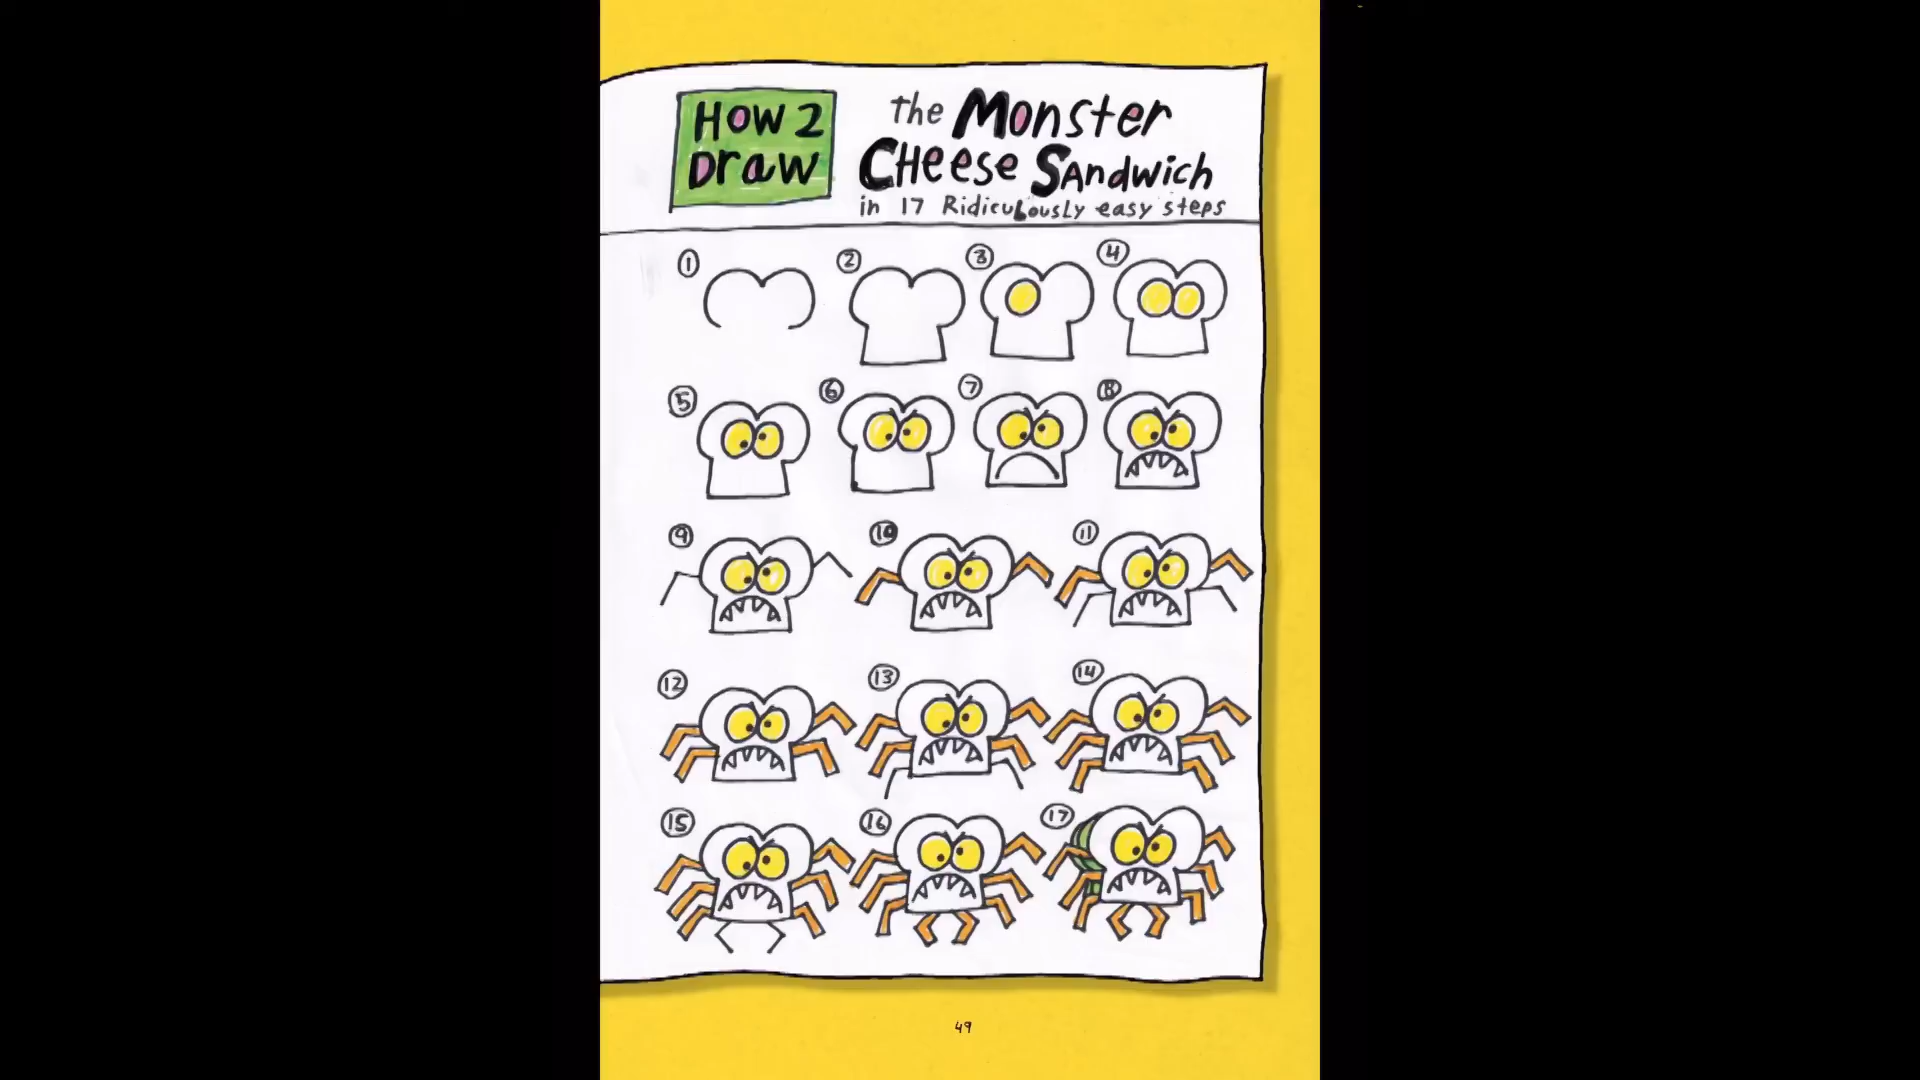 How 2
Draw
the Monster
Cheese Sandwich
in 17 Ridiculously easy steps
1 2 3 4
5 6 7 8
9 10 11
12 13 14
15 16 17
49